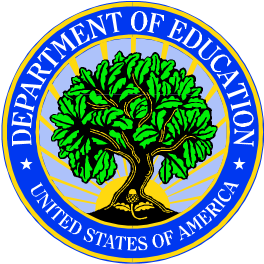 DEPARTMENT OF EDUCATION
UNITED STATES OF AMERICA